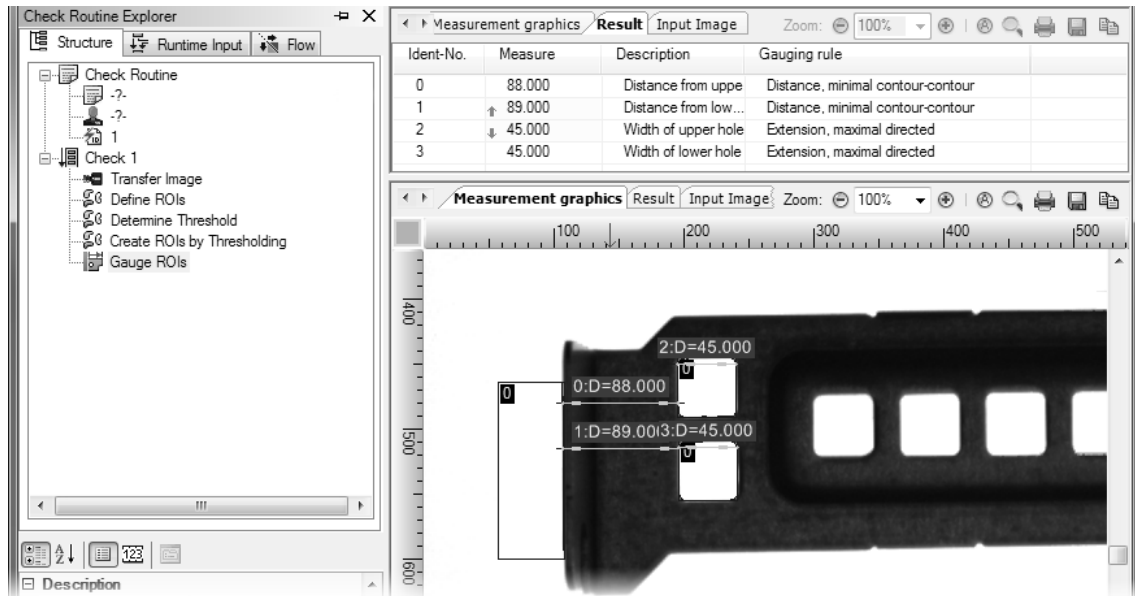 Check Routine Explorer
Structure Runtime Input Flow
Check Routine
-?-
-?-
1
Check 1
Transfer Image
Define ROIs
Determine Threshold
Create ROIs by Thresholding
Gauge ROIs
Description
Measurement graphics Result Input Image Zoom: 100%
Ident-No. Measure Description Gauging rule
0 88.000 Distance from uppe Distance, minimal contour-contour
1 89.000 Distance from low... Distance, minimal contour-contour
2 45.000 Width of upper hole Extension, maximal directed
3 45.000 Width of lower hole Extension, maximal directed
Measurement graphics Result Input Image Zoom: 100%
100 200 300 400 500
400
500
600
2:D=45.000
0
0
0:D=88.000
1:D=89.00
3:D=45.000
0